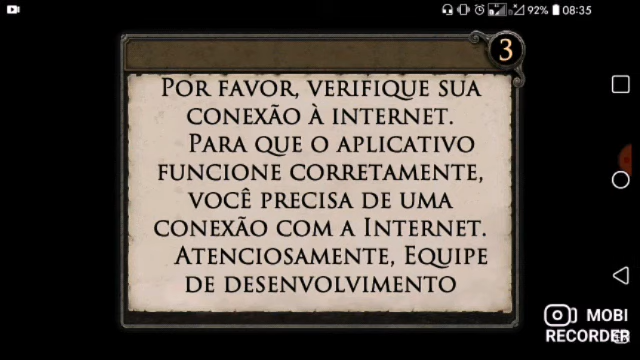 92% 08:35
3
Por favor, verifique sua
conexão à internet.
Para que o aplicativo
funcione corretamente,
você precisa de uma
conexão com a Internet.
Atenciosamente, Equipe
de desenvolvimento
MOBI
RECORDER